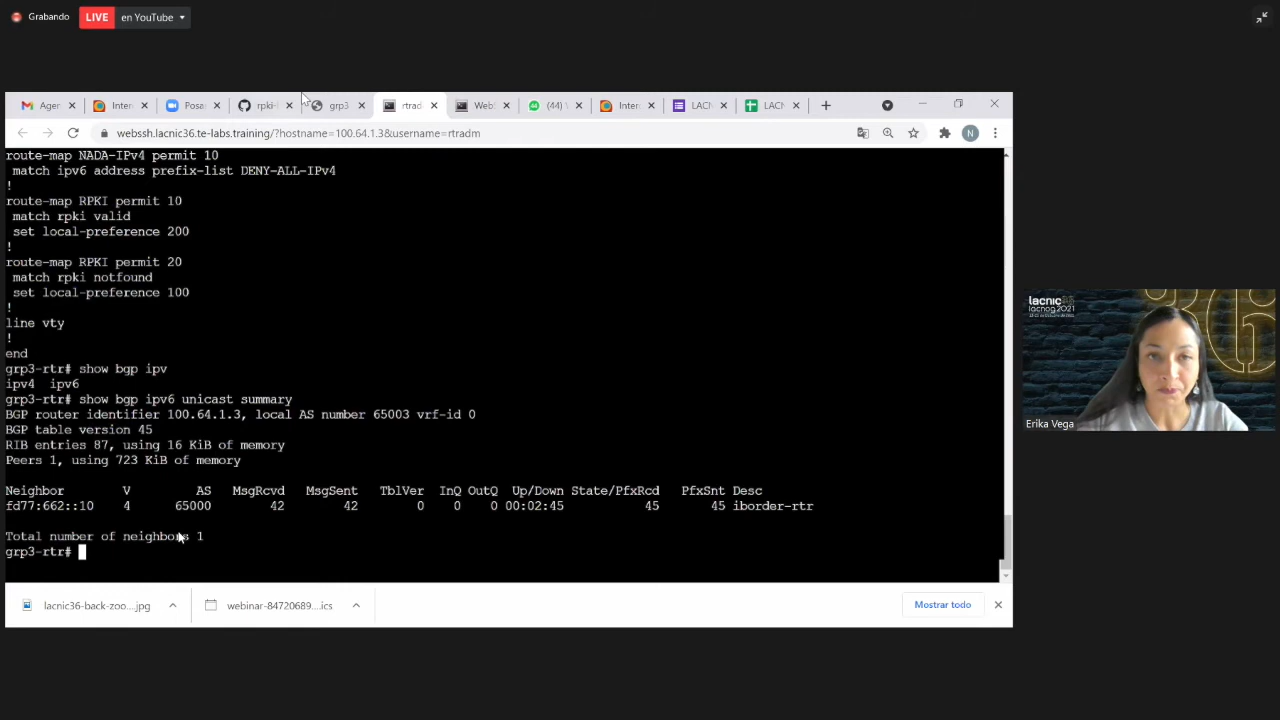 Grabando
LIVE en YouTube
Ager
Inter
Posar
rpki-
grp3
rtrad
WebS
(44)
Inter
LACN
LACN
webssh.lacnic36.te-labs.training/?hostname=100.64.1.3&username=rtradm
N
route-map NADA-IPv4 permit 10
match ipv6 address prefix-list DENY-ALL-IPv4
!
route-map RPKI permit 10
match rpki valid
set local-preference 200
!
route-map RPKI permit 20
match rpki notfound
set local-preference 100
!
line vty
!
end
grp3-rtr# show bgp ipv
ipv4 ipv6
grp3-rtr# show bgp ipv6 unicast summary
BGP router identifier 100.64.1.3, local AS number 65003 vrf-id 0
BGP table version 45
RIB entries 87, using 16 KiB of memory
Peers 1, using 723 KiB of memory
Neighbor V AS MsgRcvd MsgSent TblVer InQ OutQ Up/Down State/PfxRcd PfxSnt Desc
fd77:662::10 4 65000 42 42 0 0 0 00:02:45 45 45 iborder-rtr
Total number of neighbors 1
grp3-rtr#
lacnic36-back-zoo....jpg
webinar-84720689....ics
Mostrar todo
lacnog2021
Erika Vega